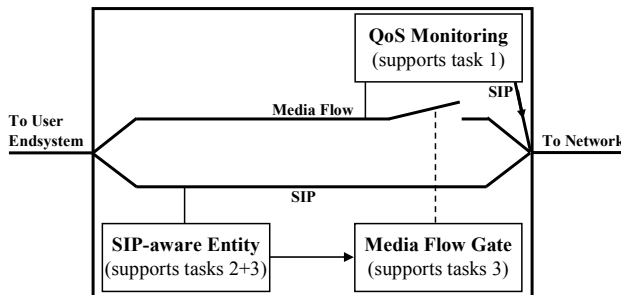 QoS Monitoring
(supports task 1)
SIP
Media Flow
To User
Endsystem
To Network
SIP
SIP-aware Entity
(supports tasks 2+3)
Media Flow Gate
(supports tasks 3)